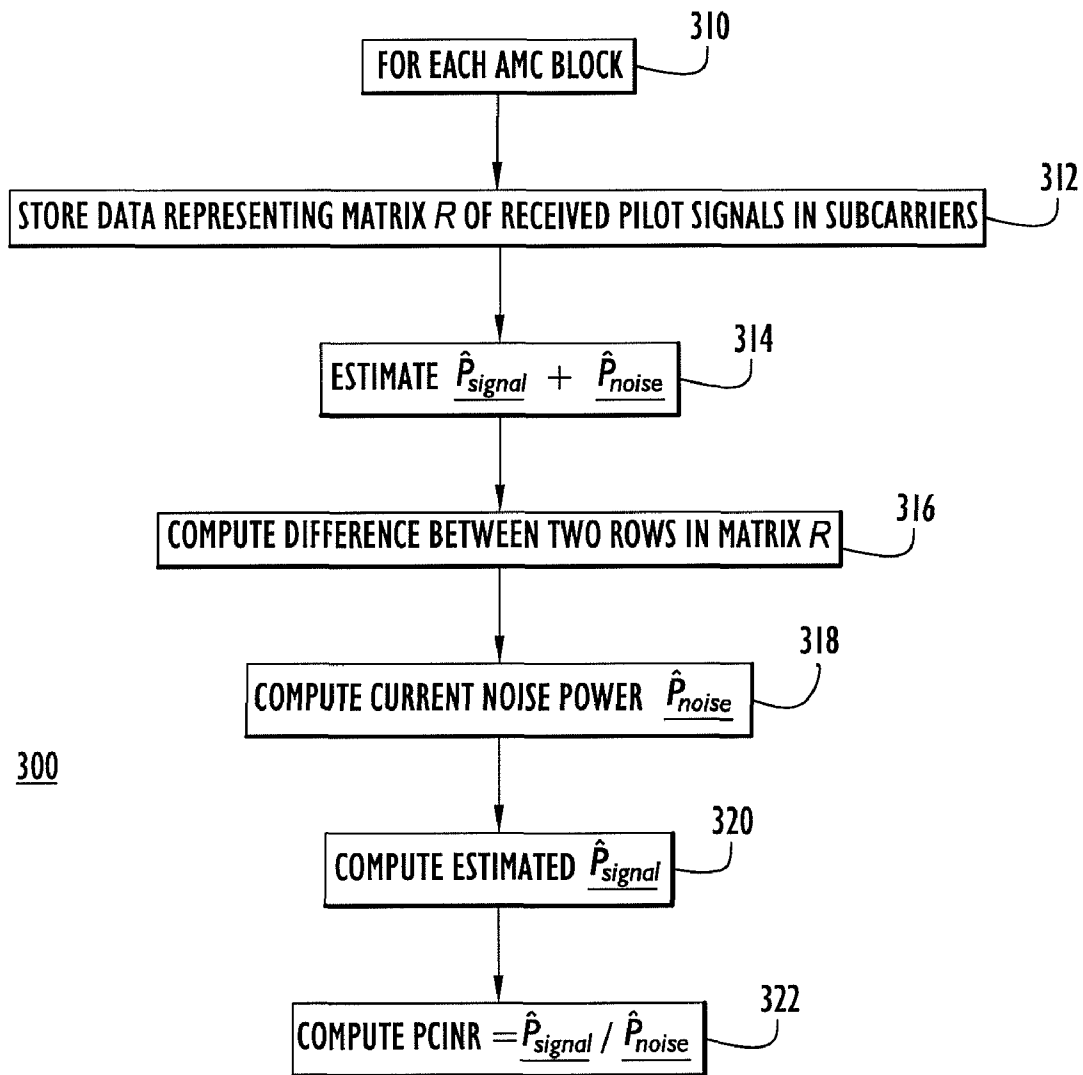 310
FOR EACH AMC BLOCK
312
STORE DATA REPRESENTING MATRIX R OF RECEIVED PILOT SIGNALS IN SUBCARRIERS
314
ESTIMATE P̂signal + P̂noise
316
COMPUTE DIFFERENCE BETWEEN TWO ROWS IN MATRIX R
318
COMPUTE CURRENT NOISE POWER P̂noise
300
320
COMPUTE ESTIMATED P̂signal
322
COMPUTE PCINR = P̂signal / P̂noise